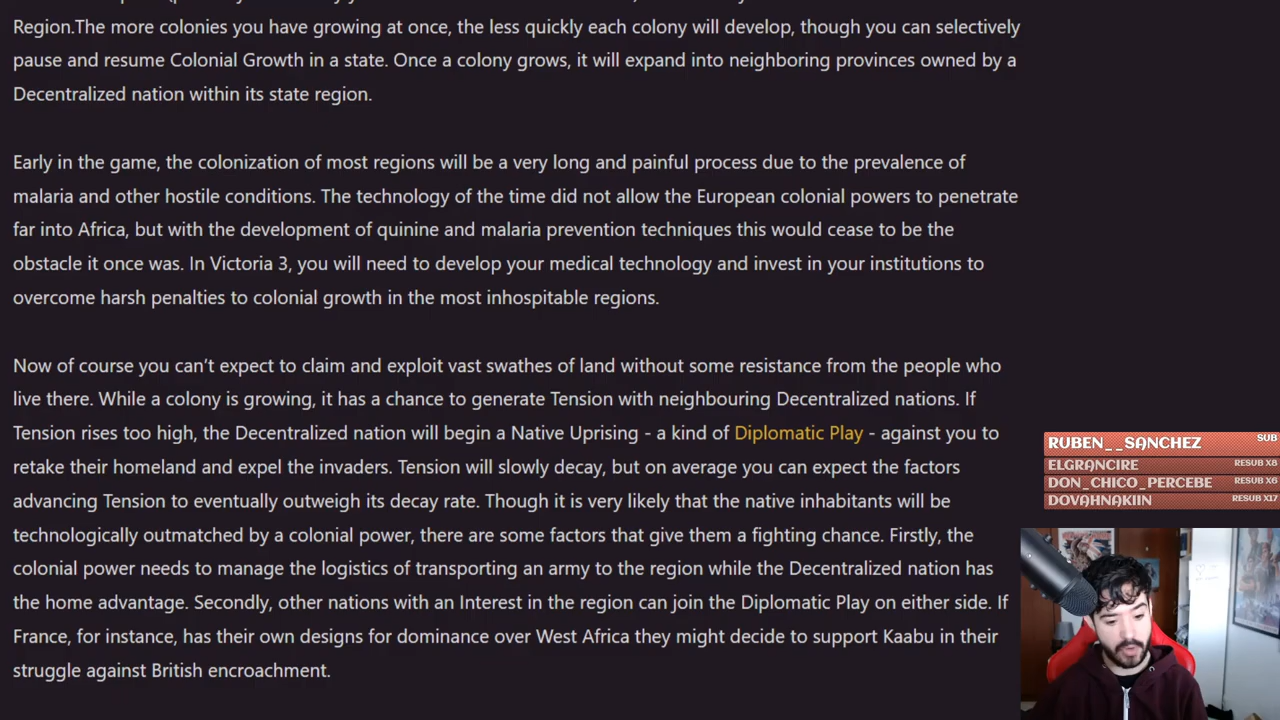 Region.The more colonies you have growing at once, the less quickly each colony will develop, though you can selectively
pause and resume Colonial Growth in a state. Once a colony grows, it will expand into neighboring provinces owned by a
Decentralized nation within its state region.
Early in the game, the colonization of most regions will be a very long and painful process due to the prevalence of
malaria and other hostile conditions. The technology of the time did not allow the European colonial powers to penetrate
far into Africa, but with the development of quinine and malaria prevention techniques this would cease to be the
obstacle it once was. In Victoria 3, you will need to develop your medical technology and invest in your institutions to
overcome harsh penalties to colonial growth in the most inhospitable regions.
Now of course you can’t expect to claim and exploit vast swathes of land without some resistance from the people who
live there. While a colony is growing, it has a chance to generate Tension with neighbouring Decentralized nations. If
Tension rises too high, the Decentralized nation will begin a Native Uprising - a kind of Diplomatic Play - against you to
retake their homeland and expel the invaders. Tension will slowly decay, but on average you can expect the factors
advancing Tension to eventually outweigh its decay rate. Though it is very likely that the native inhabitants will be
technologically outmatched by a colonial power, there are some factors that give them a fighting chance. Firstly, the
colonial power needs to manage the logistics of transporting an army to the region while the Decentralized nation has
the home advantage. Secondly, other nations with an Interest in the region can join the Diplomatic Play on either side. If
France, for instance, has their own designs for dominance over West Africa they might decide to support Kaabu in their
struggle against British encroachment.
RUBEN__SANCHEZ SUB
ELGRANCIRE RESUB X8
DON_CHICO_PERCEBE RESUB X6
DOVAHNAKIIN RESUB X17